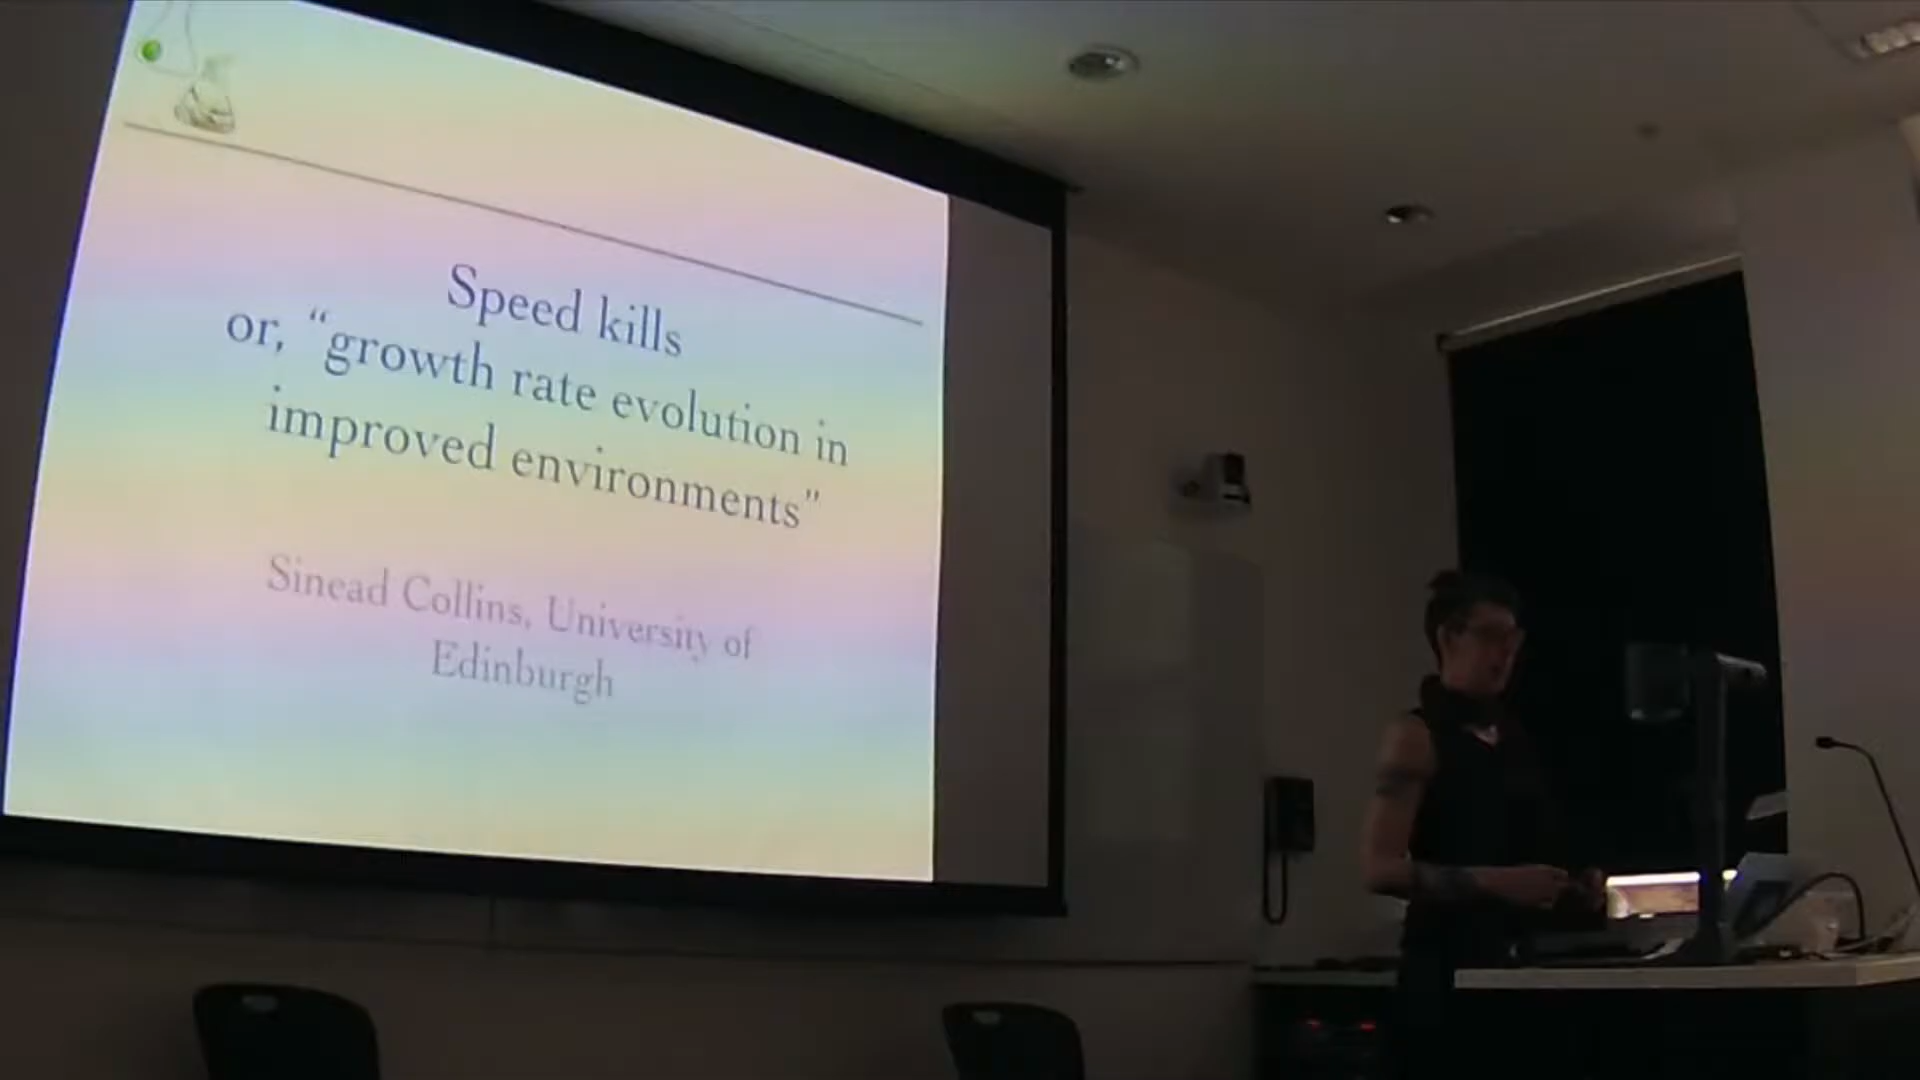 Speed kills
or, “growth rate evolution in
improved environments”
Sinead Collins, University of
Edinburgh